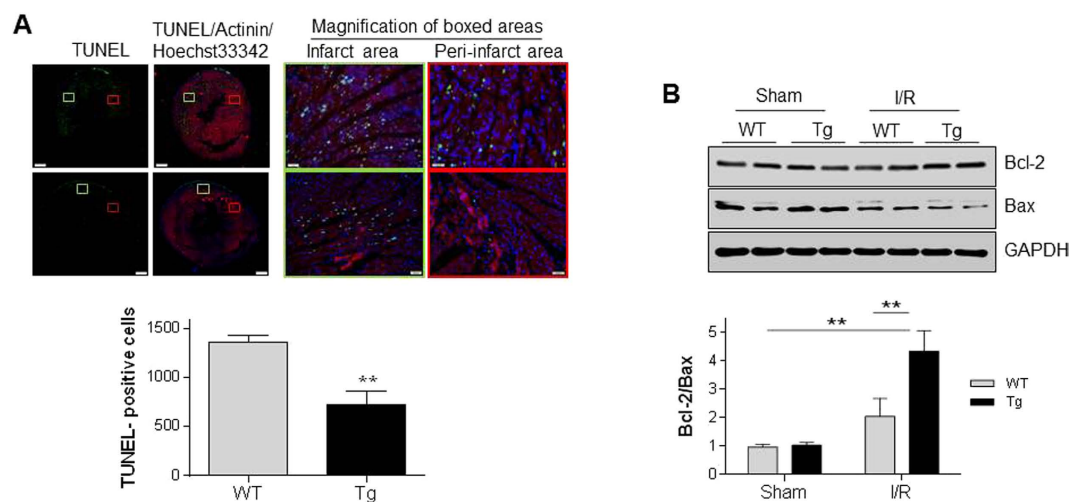 A
TUNEL
TUNEL/Actinin/
Hoechst33342
Magnification of boxed areas
Infarct area
Peri-infarct area
TUNEL- positive cells
1500
1000
500
0
**
WT
Tg
B
Sham
I/R
WT
Tg
WT
Tg
Bcl-2
Bax
GAPDH
Bcl-2/Bax
5
4
3
2
1
0
**
**
Sham
I/R
WT
Tg